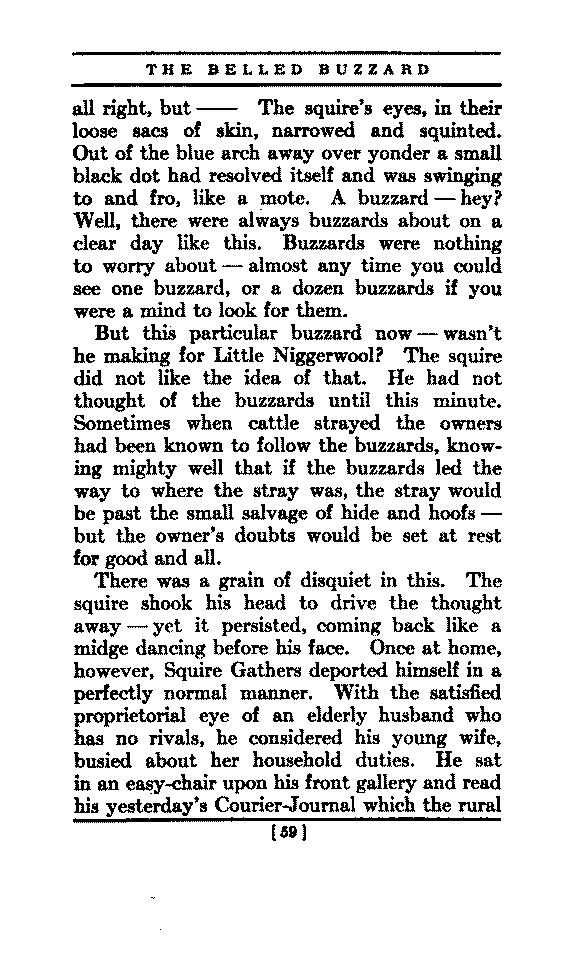 THE BELLED BUZZARD
all right, but —— The squire's eyes, in their
loose sacs of skin, narrowed and squinted.
Out of the blue arch away over yonder a small
black dot had resolved itself and was swinging
to and fro, like a mote. A buzzard — hey?
Well, there were always buzzards about on a
clear day like this. Buzzards were nothing
to worry about — almost any time you could
see one buzzard, or a dozen buzzards if you
were a mind to look for them.
But this particular buzzard now — wasn't
he making for Little Niggerwool? The squire
did not like the idea of that. He had not
thought of the buzzards until this minute.
Sometimes when cattle strayed the owners
had been known to follow the buzzards, know-
ing mighty well that if the buzzards led the
way to where the stray was, the stray would
be past the small salvage of hide and hoofs —
but the owner's doubts would be set at rest
for good and all.
There was a grain of disquiet in this. The
squire shook his head to drive the thought
away — yet it persisted, coming back like a
midge dancing before his face. Once at home,
however, Squire Gathers deported himself in a
perfectly normal manner. With the satisfied
proprietorial eye of an elderly husband who
has no rivals, he considered his young wife,
busied about her household duties. He sat
in an easy-chair upon his front gallery and read
his yesterday's Courier-Journal which the rural
[59]